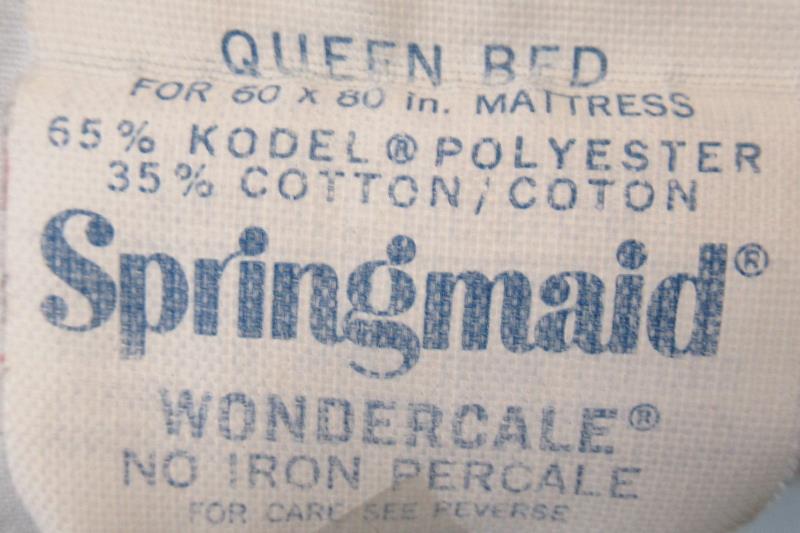 QUEEN BED
FOR 60 X 80 in. MATTRESS
65% KODEL® POLYESTER
35% COTTON/COTON
Springmaid®
WONDERCALE®
NO IRON PERCALE
FOR CARE SEE REVERSE